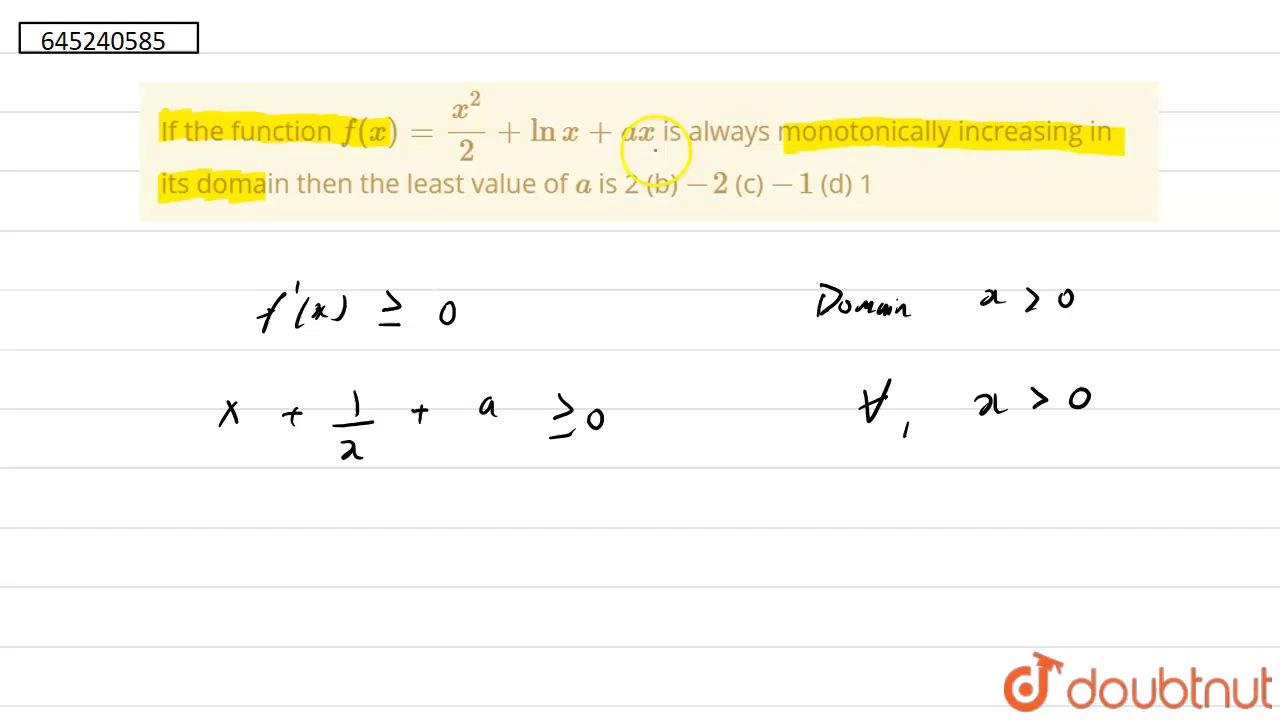 645240585
If the function f(x) = x²/2 + ln x + ax is always monotonically increasing in
its domain then the least value of a is 2 (b) −2 (c) −1 (d) 1
f'(x) ≥ 0 Domain x > 0
x + 1/x + a ≥ 0 ∀, x > 0
doubtnut